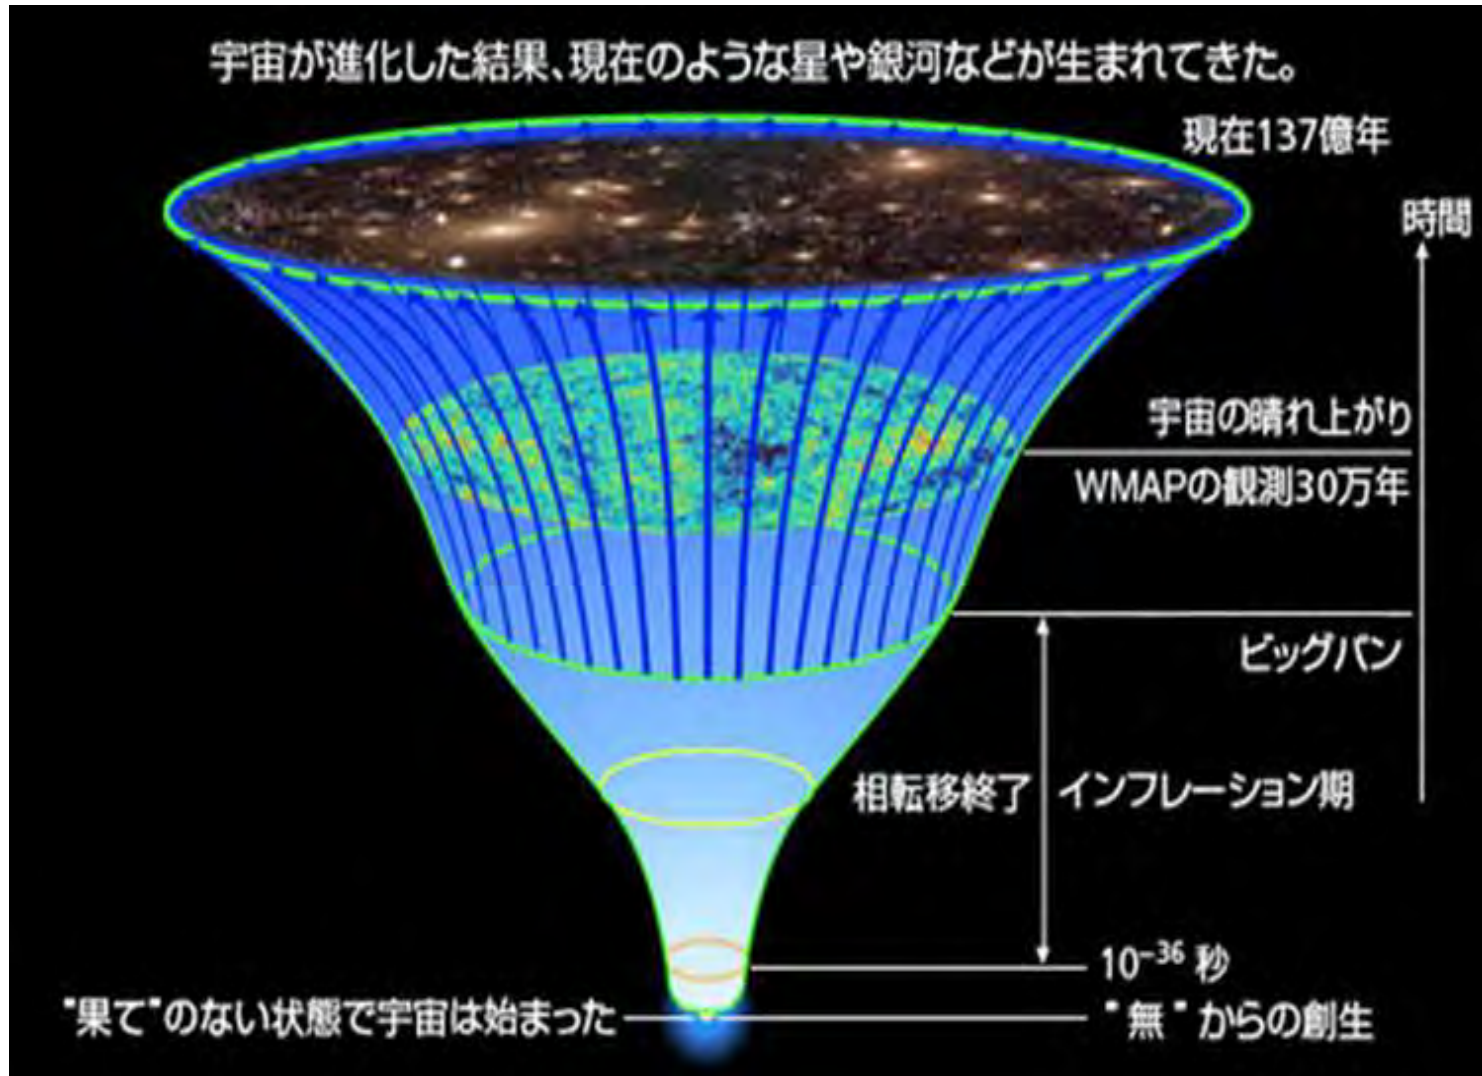 宇宙が進化した結果、現在のような星や銀河などが生まれてきた。
現在137億年
時間
宇宙の晴れ上がり
WMAPの観測30万年
ビッグバン
相転移終了
インフレーション期
10⁻³⁶ 秒
"果て"のない状態で宇宙は始まった
"無"からの創生